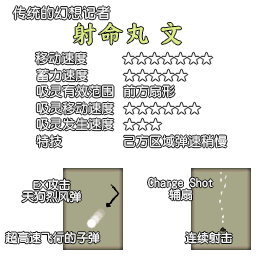 传统的幻想记者
射命丸 文
移动速度 ☆☆☆☆☆☆☆☆
蓄力速度 ☆☆☆☆☆
吸灵有效范围 前方扇形
吸灵移动速度 ☆☆☆☆☆☆☆
吸灵发生速度 ☆☆☆
特技 己方区域弹速稍慢
EX攻击
天狗烈风弹
超高速飞行的子弹
Charge Shot
辅扇
连续射击